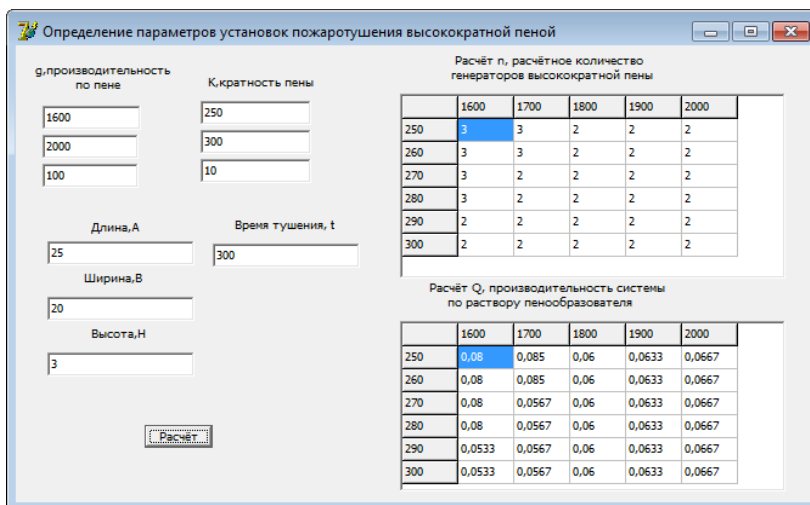 Определение параметров установок пожаротушения высокократной пеной
g,производительность
по пене
1600
2000
100
К,кратность пены
250
300
10
Длина,А
25
Ширина,В
20
Высота,Н
3
Время тушения, t
300
Расчёт
Расчёт n, расчётное количество
генераторов высокократной пены
1600 1700 1800 1900 2000
250 3 3 2 2 2
260 3 3 2 2 2
270 3 2 2 2 2
280 3 2 2 2 2
290 2 2 2 2 2
300 2 2 2 2 2
Расчёт Q, производительность системы
по раствору пенообразователя
1600 1700 1800 1900 2000
250 0,08 0,085 0,06 0,0633 0,0667
260 0,08 0,085 0,06 0,0633 0,0667
270 0,08 0,0567 0,06 0,0633 0,0667
280 0,08 0,0567 0,06 0,0633 0,0667
290 0,0533 0,0567 0,06 0,0633 0,0667
300 0,0533 0,0567 0,06 0,0633 0,0667